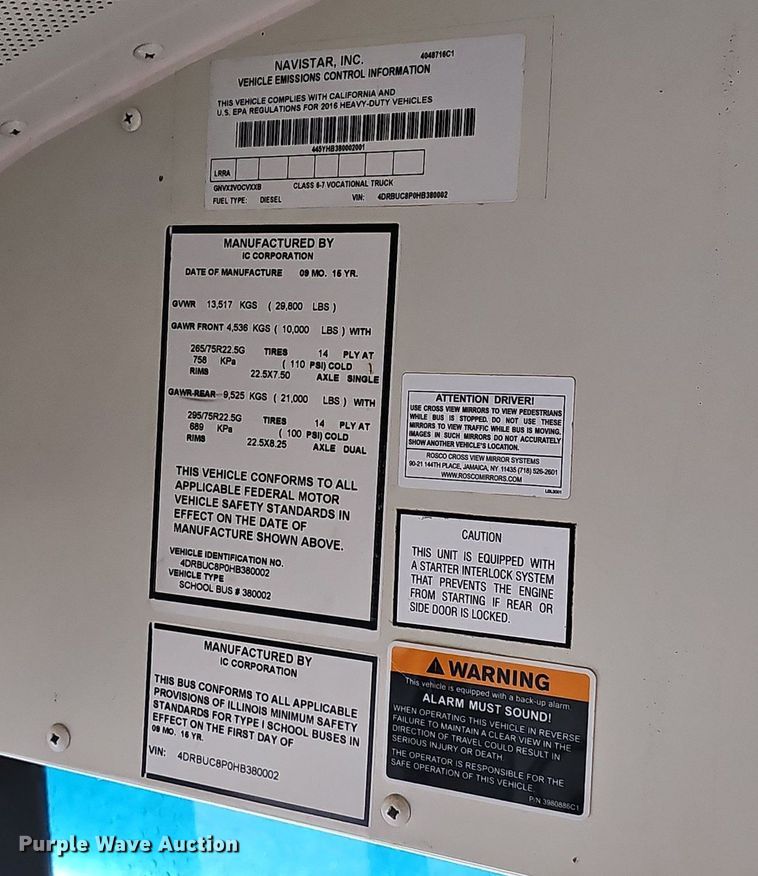 NAVISTAR, INC.
4048716C1
VEHICLE EMISSIONS CONTROL INFORMATION
THIS VEHICLE COMPLIES WITH CALIFORNIA AND
U.S. EPA REGULATIONS FOR 2016 HEAVY-DUTY VEHICLES
445YHB380002001
LRRA
GNVX3VOCVXXB
CLASS 6-7 VOCATIONAL TRUCK
FUEL TYPE: DIESEL
VIN: 4DRBUC8P0HB380002
MANUFACTURED BY
IC CORPORATION
DATE OF MANUFACTURE 09 MO. 15 YR.
GVWR 13,517 KGS ( 29,800 LBS )
GAWR FRONT 4,536 KGS ( 10,000 LBS ) WITH
265/75R22.5G TIRES 14 PLY AT
758 KPa ( 110 PSI) COLD
RIMS 22.5X7.50 AXLE SINGLE
GAWR-REAR 9,525 KGS ( 21,000 LBS ) WITH
295/75R22.5G TIRES 14 PLY AT
689 KPa ( 100 PSI) COLD
RIMS 22.5X8.25 AXLE DUAL
THIS VEHICLE CONFORMS TO ALL
APPLICABLE FEDERAL MOTOR
VEHICLE SAFETY STANDARDS IN
EFFECT ON THE DATE OF
MANUFACTURE SHOWN ABOVE.
VEHICLE IDENTIFICATION NO.
4DRBUC8P0HB380002
VEHICLE TYPE
SCHOOL BUS # 380002
ATTENTION DRIVER!
USE CROSS VIEW MIRRORS TO VIEW PEDESTRIANS
WHILE BUS IS STOPPED. DO NOT USE THESE
MIRRORS TO VIEW TRAFFIC WHILE BUS IS MOVING.
IMAGES IN SUCH MIRRORS DO NOT ACCURATELY
SHOW ANOTHER VEHICLE'S LOCATION.
ROSCO CROSS VIEW MIRROR SYSTEMS
90-21 144TH PLACE, JAMAICA, NY 11435 (718) 526-2601
WWW.ROSCOMIRRORS.COM
CAUTION
THIS UNIT IS EQUIPPED WITH
A STARTER INTERLOCK SYSTEM
THAT PREVENTS THE ENGINE
FROM STARTING IF REAR OR
SIDE DOOR IS LOCKED.
MANUFACTURED BY
IC CORPORATION
THIS BUS CONFORMS TO ALL APPLICABLE
PROVISIONS OF ILLINOIS MINIMUM SAFETY
STANDARDS FOR TYPE I SCHOOL BUSES IN
EFFECT ON THE FIRST DAY OF
09 MO. 15 YR.
VIN: 4DRBUC8P0HB380002
WARNING
This vehicle is equipped with a back-up alarm.
ALARM MUST SOUND!
WHEN OPERATING THIS VEHICLE IN REVERSE
FAILURE TO MAINTAIN A CLEAR VIEW IN THE
DIRECTION OF TRAVEL COULD RESULT IN
SERIOUS INJURY OR DEATH.
THE OPERATOR IS RESPONSIBLE FOR THE
SAFE OPERATION OF THIS VEHICLE.
P/N 3980886C1
Purple Wave Auction